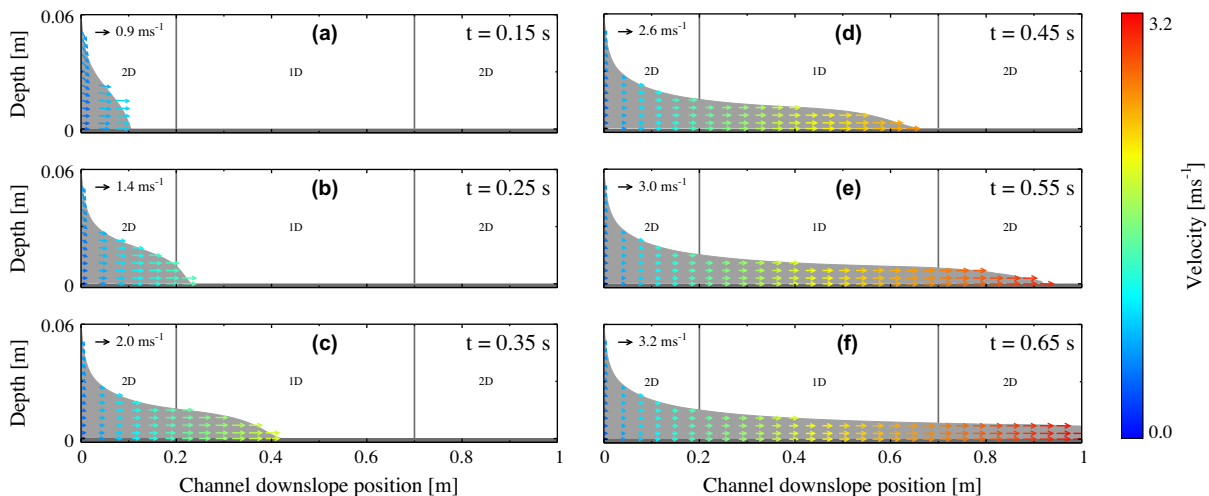 0.06
Depth [m]
0
0.9 ms⁻¹
(a)
t = 0.15 s
2D
1D
2D
0.06
Depth [m]
0
1.4 ms⁻¹
(b)
t = 0.25 s
2D
1D
2D
0.06
Depth [m]
0
2.0 ms⁻¹
(c)
t = 0.35 s
2D
1D
2D
0 0.2 0.4 0.6 0.8 1
Channel downslope position [m]
2.6 ms⁻¹
(d)
t = 0.45 s
2D
1D
2D
3.0 ms⁻¹
(e)
t = 0.55 s
2D
1D
2D
3.2 ms⁻¹
(f)
t = 0.65 s
2D
1D
2D
0 0.2 0.4 0.6 0.8 1
Channel downslope position [m]
3.2
Velocity [ms⁻¹]
0.0